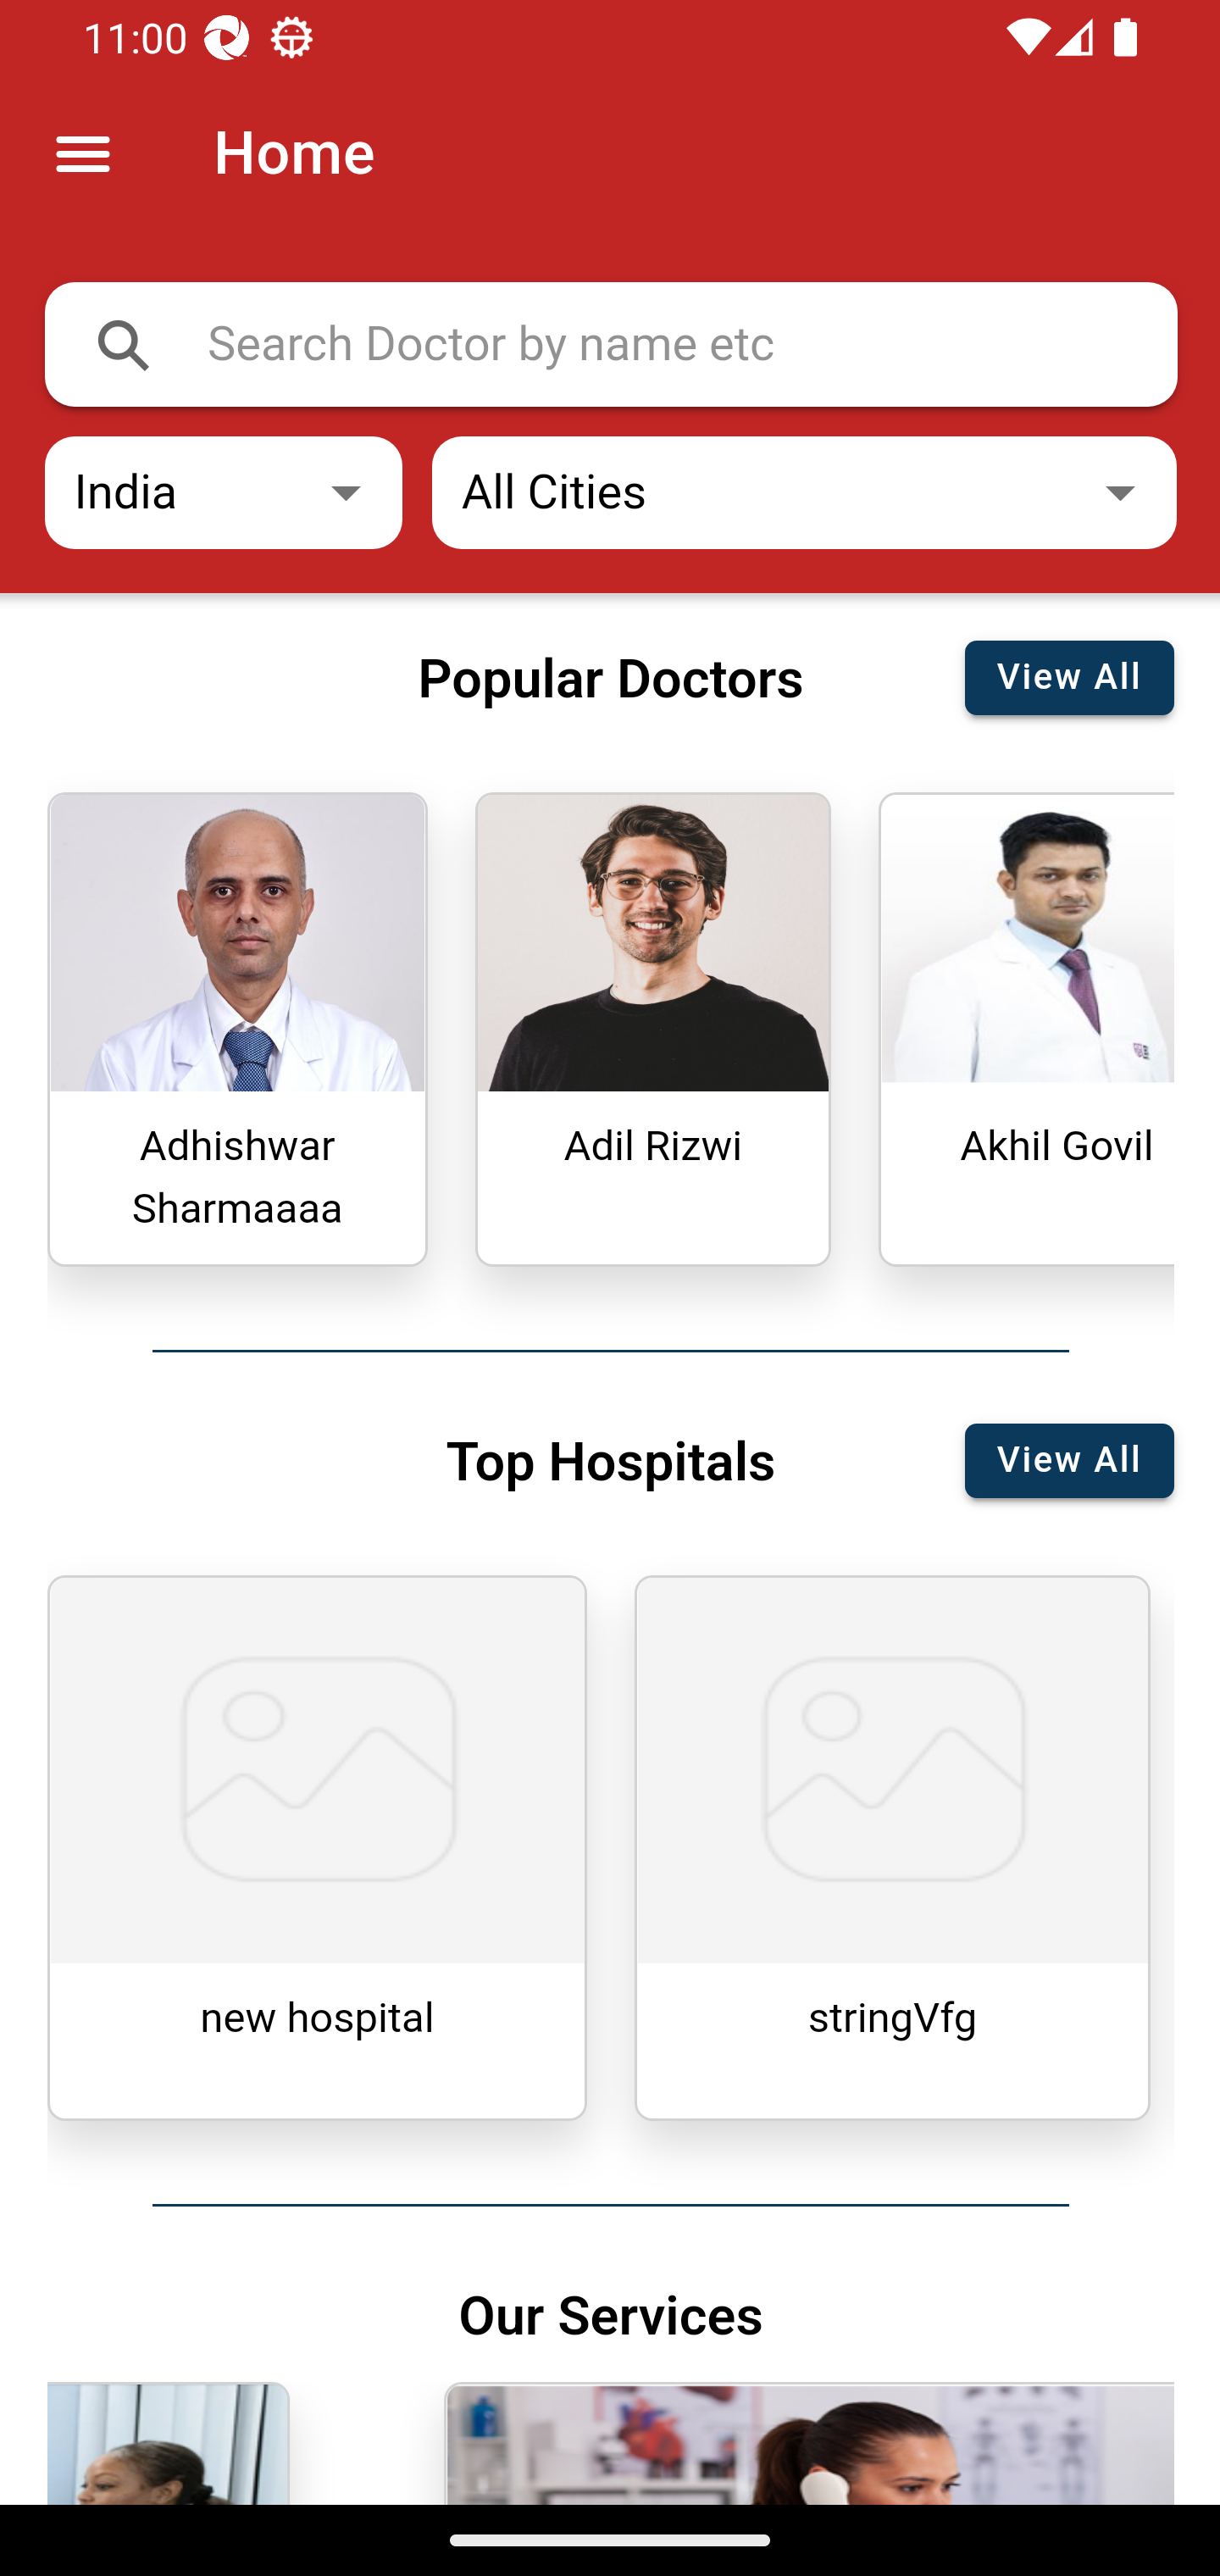 11:00
Home
Search Doctor by name etc
India
All Cities
Popular Doctors
View All
Adhishwar
Sharmaaaa
Adil Rizwi
Akhil Govil
Top Hospitals
View All
new hospital
stringVfg
Our Services